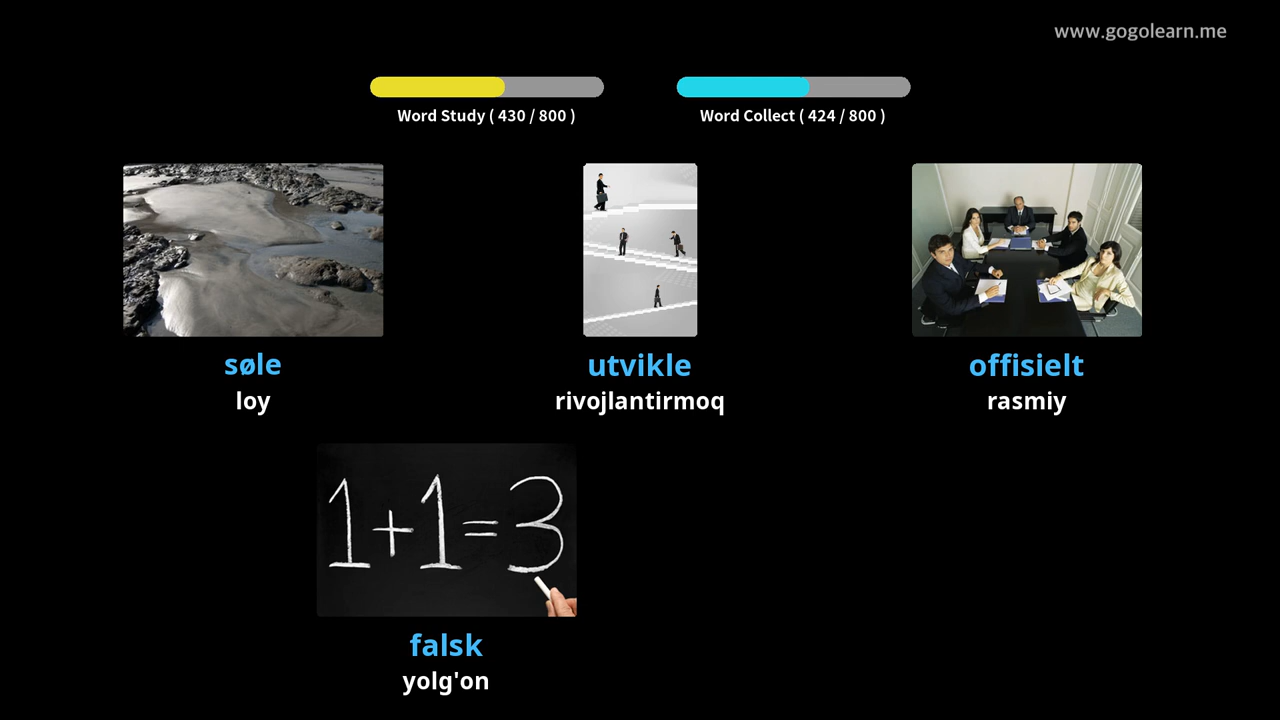 www.gogolearn.me
Word Study ( 430 / 800 )
Word Collect ( 424 / 800 )
søle
loy
utvikle
rivojlantirmoq
offisielt
rasmiy
1+1=3
falsk
yolg'on